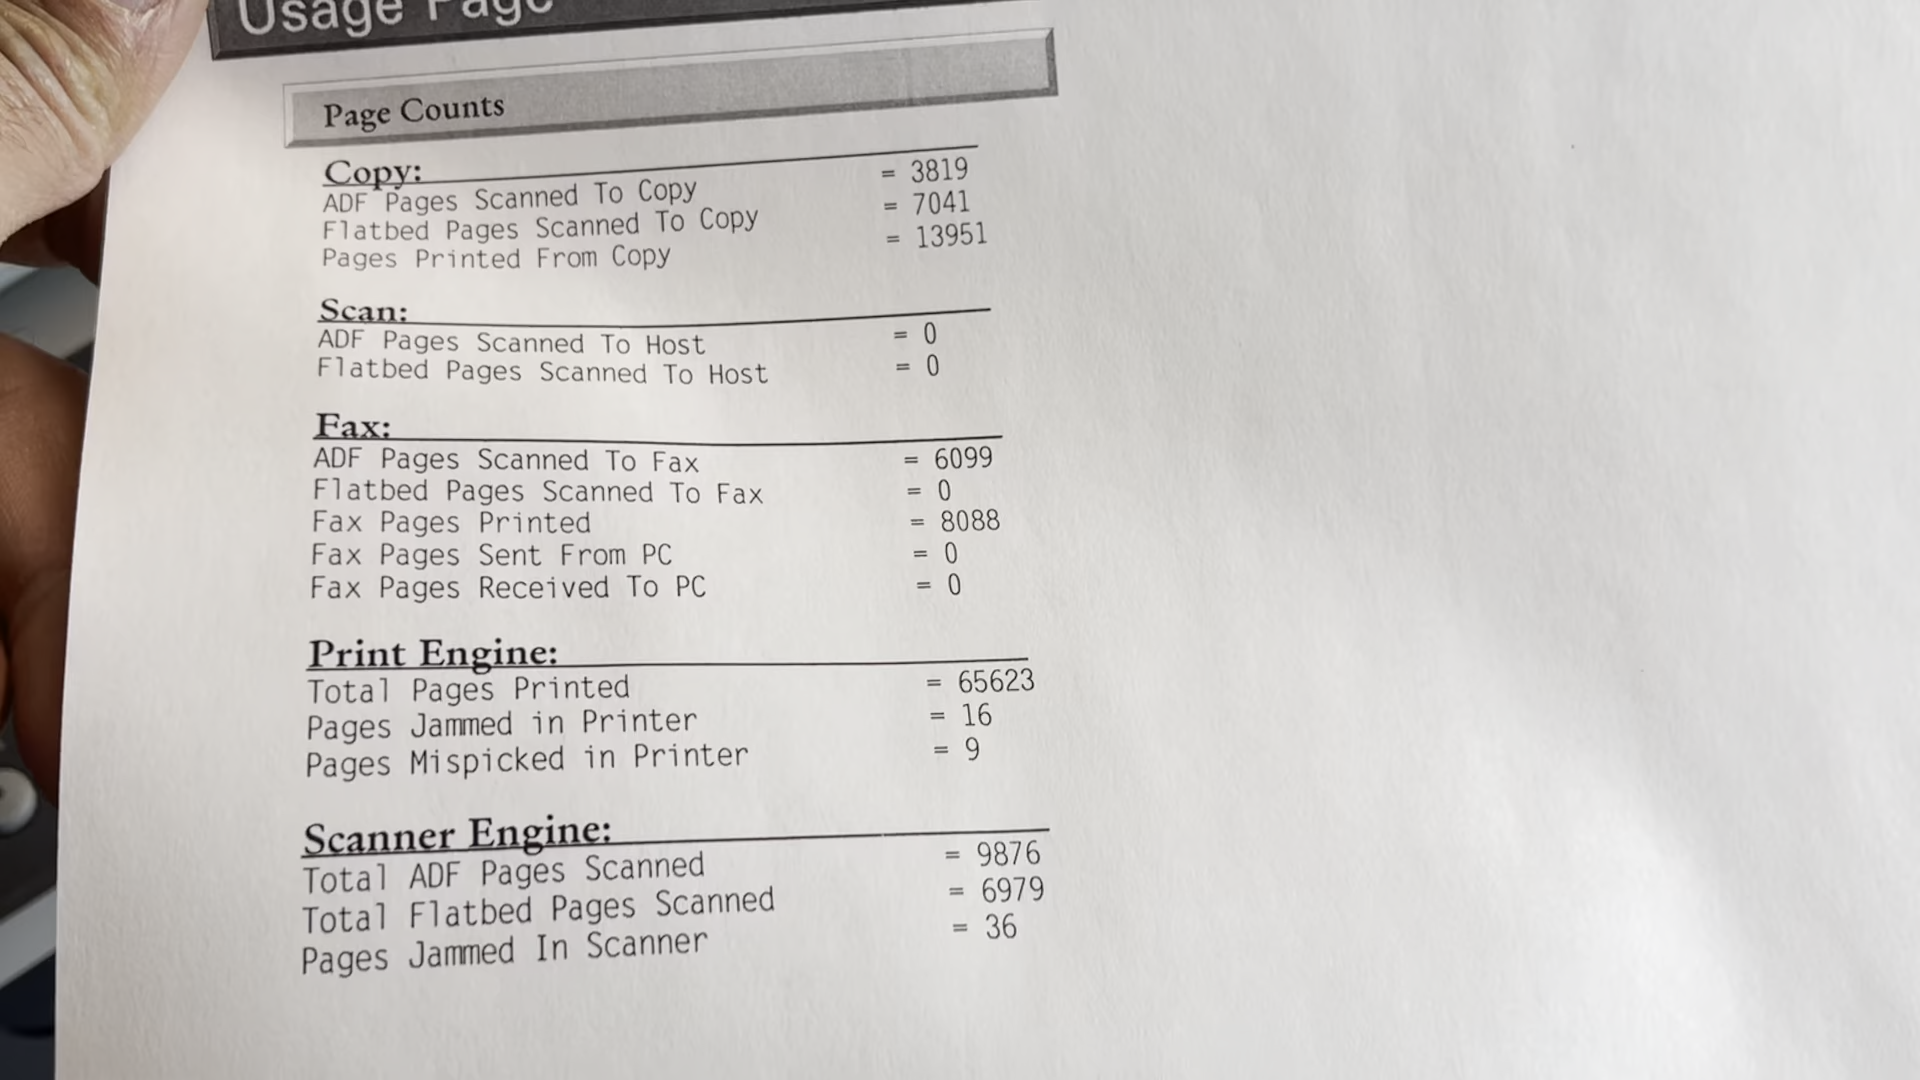 Usage Page
Page Counts
Copy:
ADF Pages Scanned To Copy = 3819
Flatbed Pages Scanned To Copy = 7041
Pages Printed From Copy = 13951
Scan:
ADF Pages Scanned To Host = 0
Flatbed Pages Scanned To Host = 0
Fax:
ADF Pages Scanned To Fax = 6099
Flatbed Pages Scanned To Fax = 0
Fax Pages Printed = 8088
Fax Pages Sent From PC = 0
Fax Pages Received To PC = 0
Print Engine:
Total Pages Printed = 65623
Pages Jammed in Printer = 16
Pages Mispicked in Printer = 9
Scanner Engine:
Total ADF Pages Scanned = 9876
Total Flatbed Pages Scanned = 6979
Pages Jammed In Scanner = 36